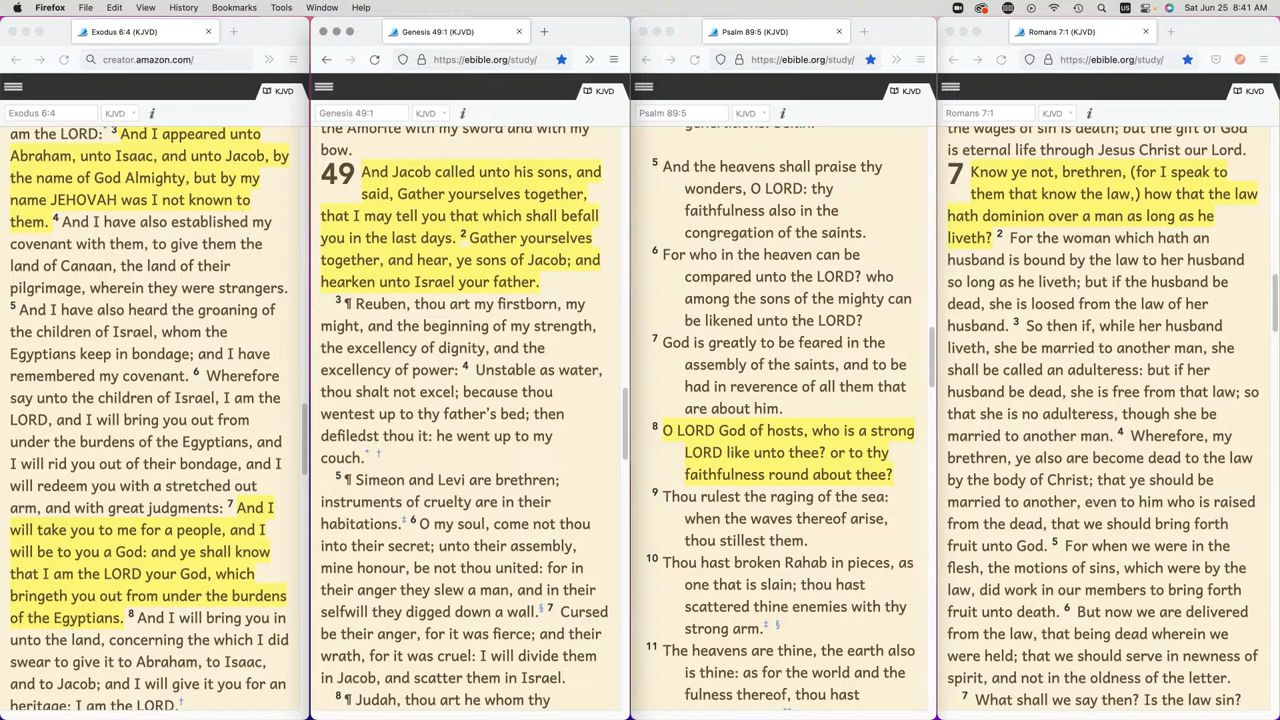 Firefox File Edit View History Bookmarks Tools Window Help US Sat Jun 25 8:41 AM
Exodus 6:4 (KJVD)
creator.amazon.com/
KJVD
Exodus 6:4 KJVD i
am the LORD:* 3 And I appeared unto
Abraham, unto Isaac, and unto Jacob, by
the name of God Almighty, but by my
name JEHOVAH was I not known to
them. 4 And I have also established my
covenant with them, to give them the
land of Canaan, the land of their
pilgrimage, wherein they were strangers.
5 And I have also heard the groaning of
the children of Israel, whom the
Egyptians keep in bondage; and I have
remembered my covenant. 6 Wherefore
say unto the children of Israel, I am the
LORD, and I will bring you out from
under the burdens of the Egyptians, and
I will rid you out of their bondage, and I
will redeem you with a stretched out
arm, and with great judgments: 7 And I
will take you to me for a people, and I
will be to you a God: and ye shall know
that I am the LORD your God, which
bringeth you out from under the burdens
of the Egyptians. 8 And I will bring you in
unto the land, concerning the which I did
swear to give it to Abraham, to Isaac,
and to Jacob; and I will give it you for an
heritage: I am the LORD.†
Genesis 49:1 (KJVD)
https://ebible.org/study/
KJVD
Genesis 49:1 KJVD i
the Amorite with my sword and with my
bow.
49 And Jacob called unto his sons, and
said, Gather yourselves together,
that I may tell you that which shall befall
you in the last days. 2 Gather yourselves
together, and hear, ye sons of Jacob; and
hearken unto Israel your father.
3 ¶ Reuben, thou art my firstborn, my
might, and the beginning of my strength,
the excellency of dignity, and the
excellency of power: 4 Unstable as water,
thou shalt not excel; because thou
wentest up to thy father's bed; then
defiledst thou it: he went up to my
couch.* †
5 ¶ Simeon and Levi are brethren;
instruments of cruelty are in their
habitations.‡ 6 O my soul, come not thou
into their secret; unto their assembly,
mine honour, be not thou united: for in
their anger they slew a man, and in their
selfwill they digged down a wall.§ 7 Cursed
be their anger, for it was fierce; and their
wrath, for it was cruel: I will divide them
in Jacob, and scatter them in Israel.
8 ¶ Judah, thou art he whom thy
Psalm 89:5 (KJVD)
https://ebible.org/study/
KJVD
Psalm 89:5 KJVD i
generations. Selah.
5 And the heavens shall praise thy
wonders, O LORD: thy
faithfulness also in the
congregation of the saints.
6 For who in the heaven can be
compared unto the LORD? who
among the sons of the mighty can
be likened unto the LORD?
7 God is greatly to be feared in the
assembly of the saints, and to be
had in reverence of all them that
are about him.
8 O LORD God of hosts, who is a strong
LORD like unto thee? or to thy
faithfulness round about thee?
9 Thou rulest the raging of the sea:
when the waves thereof arise,
thou stillest them.
10 Thou hast broken Rahab in pieces, as
one that is slain; thou hast
scattered thine enemies with thy
strong arm.‡ §
11 The heavens are thine, the earth also
is thine: as for the world and the
fulness thereof, thou hast
Romans 7:1 (KJVD)
https://ebible.org/study/
KJVD
Romans 7:1 KJVD i
the wages of sin is death; but the gift of God
is eternal life through Jesus Christ our Lord.
7 Know ye not, brethren, (for I speak to
them that know the law,) how that the law
hath dominion over a man as long as he
liveth? 2 For the woman which hath an
husband is bound by the law to her husband
so long as he liveth; but if the husband be
dead, she is loosed from the law of her
husband. 3 So then if, while her husband
liveth, she be married to another man, she
shall be called an adulteress: but if her
husband be dead, she is free from that law; so
that she is no adulteress, though she be
married to another man. 4 Wherefore, my
brethren, ye also are become dead to the law
by the body of Christ; that ye should be
married to another, even to him who is raised
from the dead, that we should bring forth
fruit unto God. 5 For when we were in the
flesh, the motions of sins, which were by the
law, did work in our members to bring forth
fruit unto death. 6 But now we are delivered
from the law, that being dead wherein we
were held; that we should serve in newness of
spirit, and not in the oldness of the letter.
7 What shall we say then? Is the law sin?